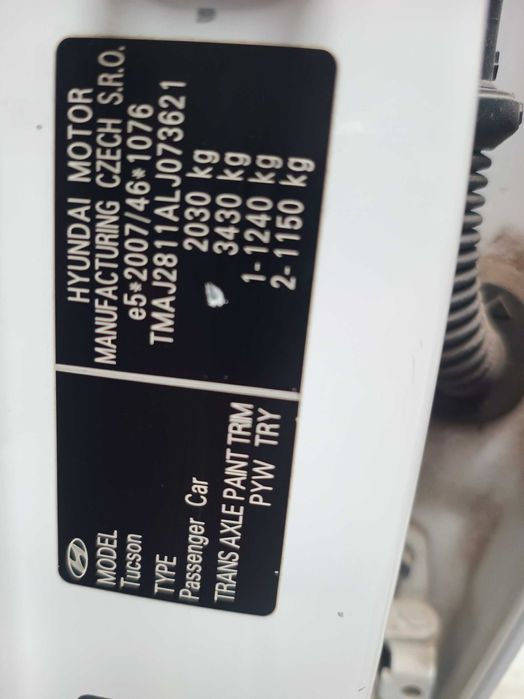 HYUNDAI MOTOR
MANUFACTURING CZECH S.R.O.
e5*2007/46*1076
TMAJ2811ALJ073621
2030 kg
3430 kg
1-1240 kg
2-1150 kg
MODEL
Tucson
TYPE
Passenger Car
TRANS AXLE PAINT TRIM
PYW TRY